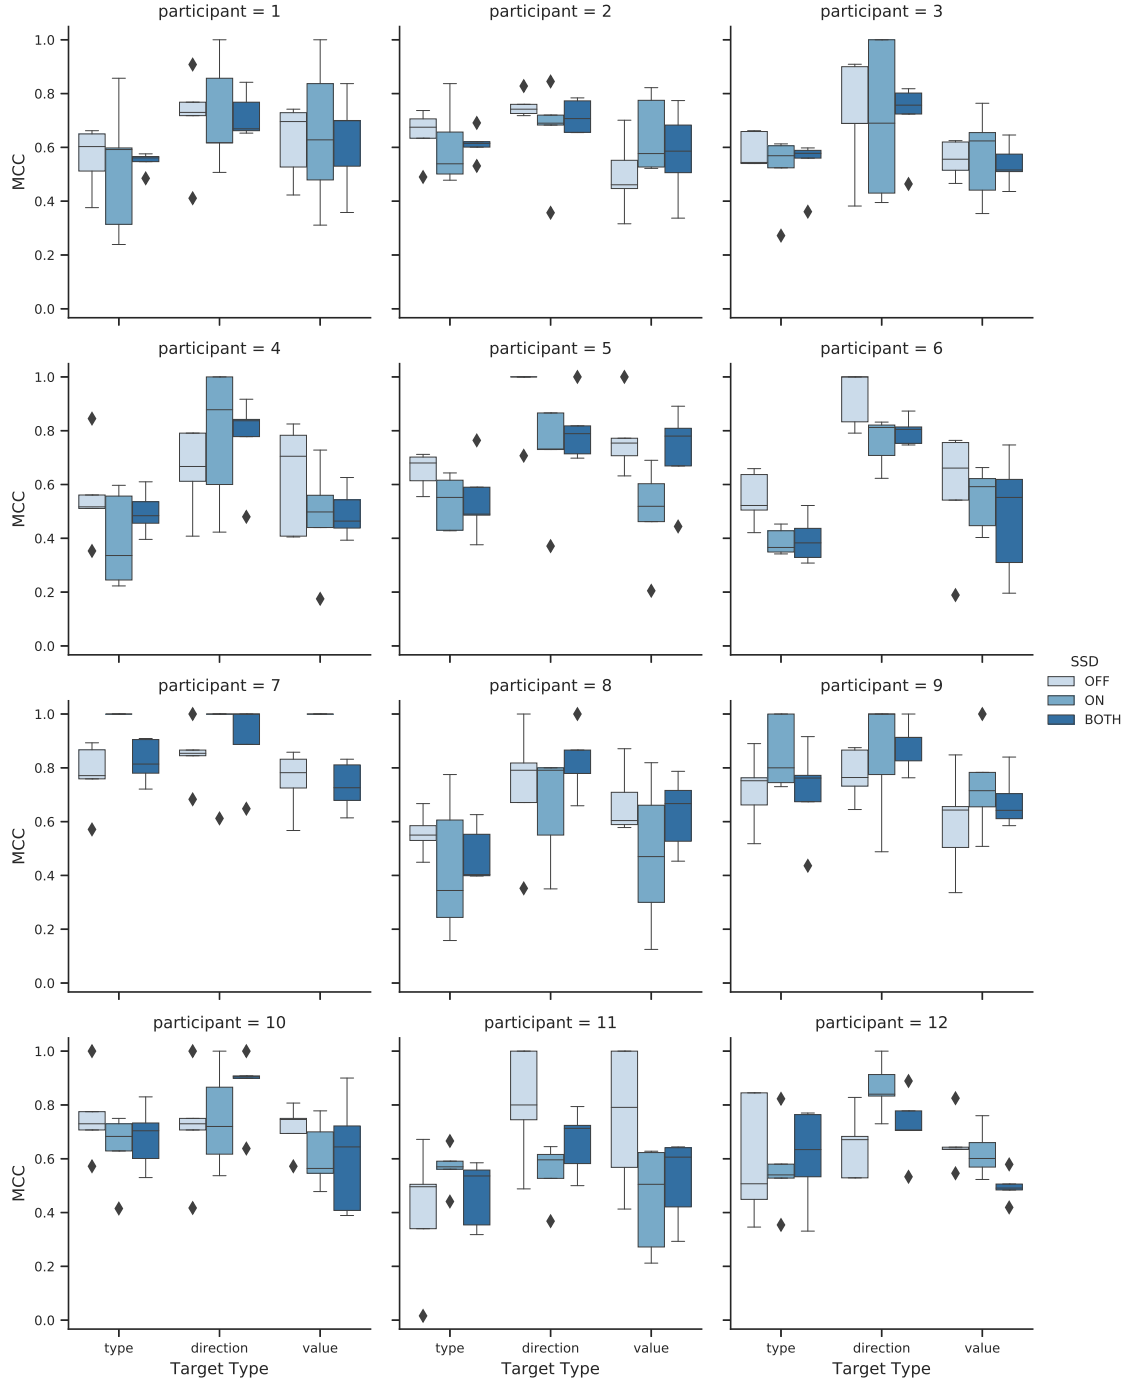 participant = 1
participant = 2
participant = 3
1.0
0.8
0.6
0.4
0.2
0.0
MCC
participant = 4
participant = 5
participant = 6
1.0
0.8
0.6
0.4
0.2
0.0
MCC
SSD
OFF
ON
BOTH
participant = 7
participant = 8
participant = 9
1.0
0.8
0.6
0.4
0.2
0.0
MCC
participant = 10
participant = 11
participant = 12
1.0
0.8
0.6
0.4
0.2
0.0
MCC
type direction value
Target Type
type direction value
Target Type
type direction value
Target Type